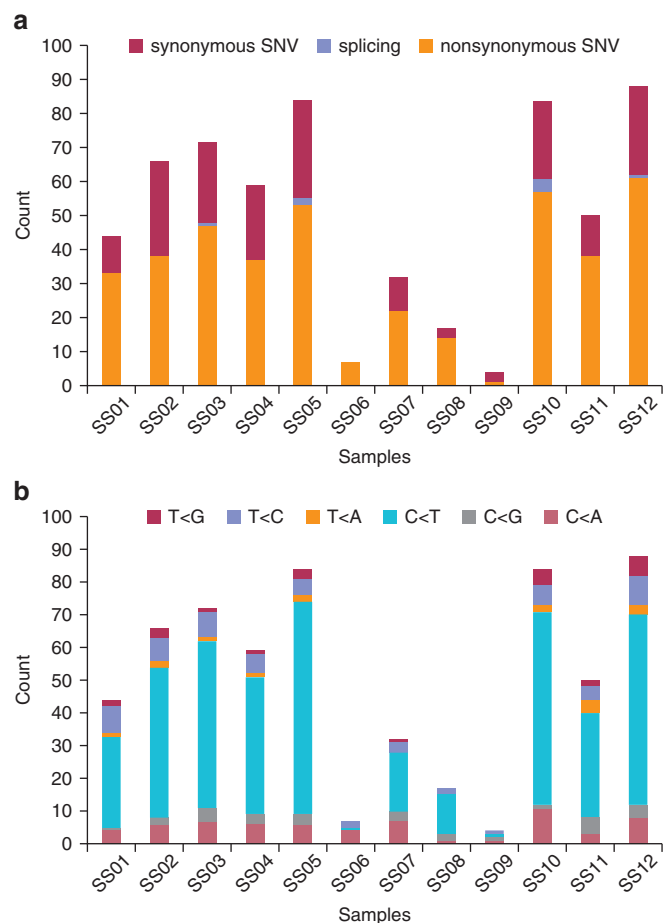 a
synonymous SNV splicing nonsynonymous SNV
100
90
80
70
60
50
40
30
20
10
0
Count
SS01 SS02 SS03 SS04 SS05 SS06 SS07 SS08 SS09 SS10 SS11 SS12
Samples
b
T<G T<C T<A C<T C<G C<A
100
90
80
70
60
50
40
30
20
10
0
Count
SS01 SS02 SS03 SS04 SS05 SS06 SS07 SS08 SS09 SS10 SS11 SS12
Samples